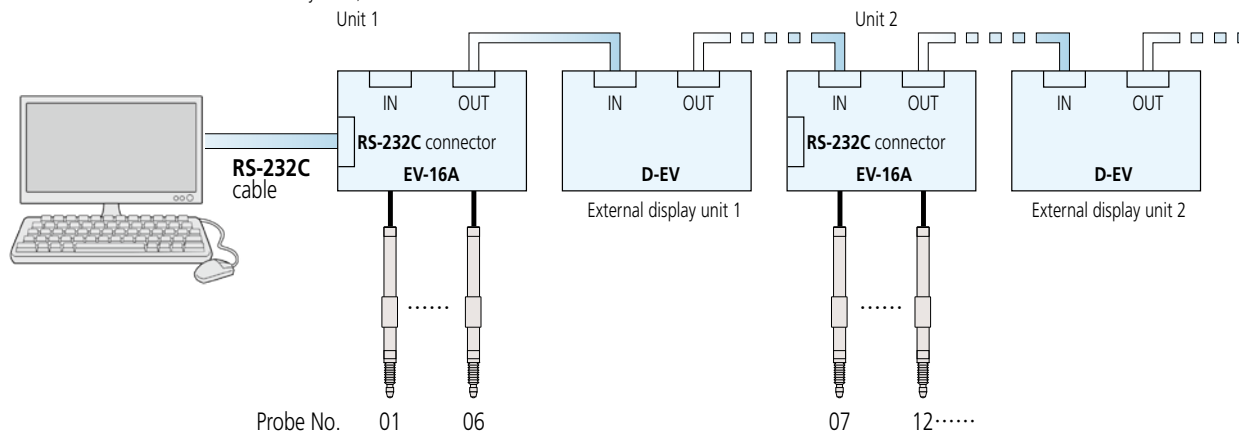 Unit 1
Unit 2
IN OUT IN OUT IN OUT IN OUT
RS-232C connector
RS-232C connector
EV-16A D-EV EV-16A D-EV
RS-232C
cable
External display unit 1
External display unit 2
...... ......
Probe No. 01 06 07 12......